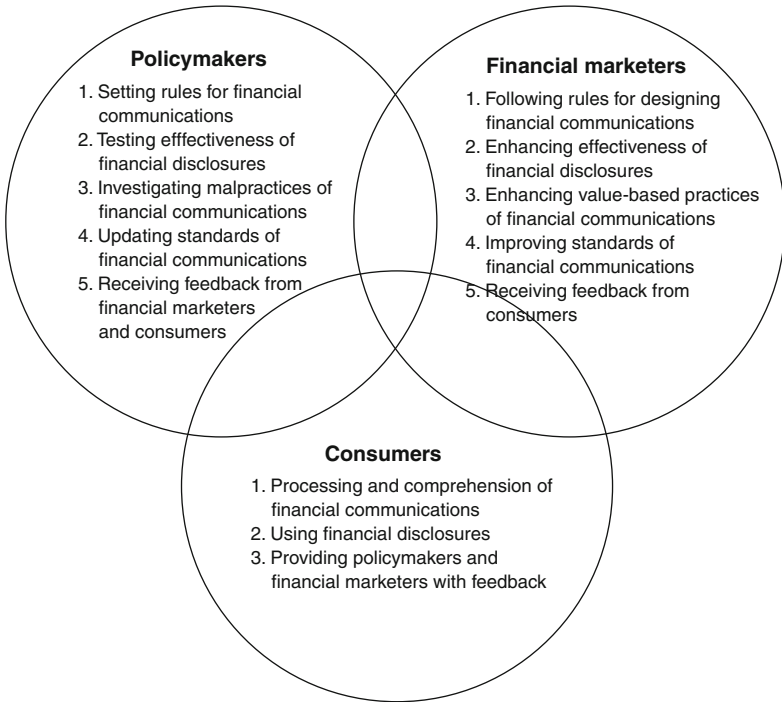 Policymakers
1. Setting rules for financial
communications
2. Testing efffectiveness of
financial disclosures
3. Investigating malpractices of
financial communications
4. Updating standards of
financial communications
5. Receiving feedback from
financial marketers
and consumers
Financial marketers
1. Following rules for designing
financial communications
2. Enhancing effectiveness of
financial disclosures
3. Enhancing value-based practices
of financial communications
4. Improving standards of
financial communications
5. Receiving feedback from
consumers
Consumers
1. Processing and comprehension of
financial communications
2. Using financial disclosures
3. Providing policymakers and
financial marketers with feedback